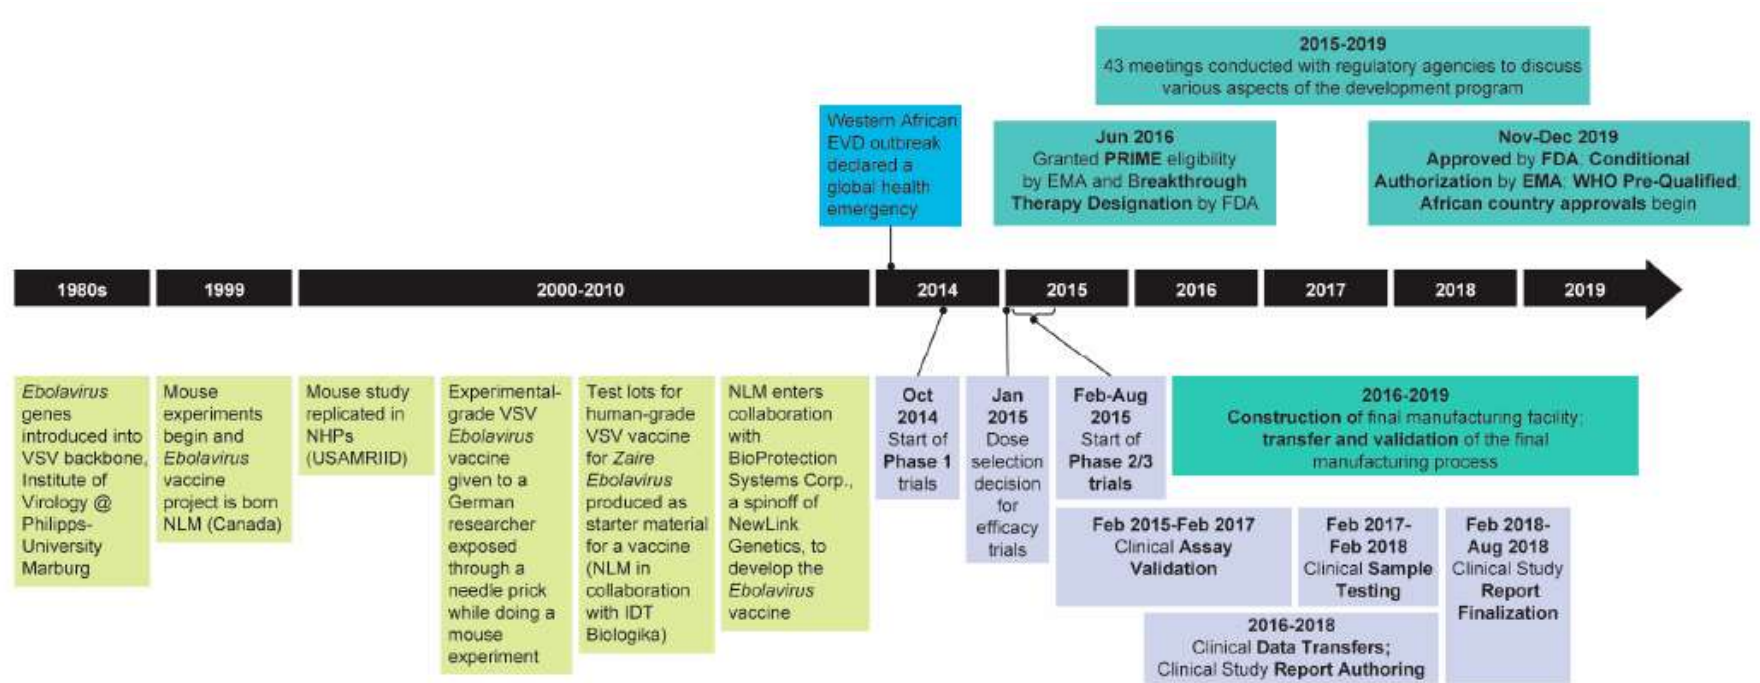 2015-2019
43 meetings conducted with regulatory agencies to discuss
various aspects of the development program
Western African
EVD outbreak
declared a
global health
emergency
Jun 2016
Granted PRIME eligibility
by EMA and Breakthrough
Therapy Designation by FDA
Nov-Dec 2019
Approved by FDA; Conditional
Authorization by EMA; WHO Pre-Qualified;
African country approvals begin
1980s
1999
2000-2010
2014
2015
2016
2017
2018
2019
Ebolavirus
genes
introduced into
VSV backbone,
Institute of
Virology @
Philipps-
University
Marburg
Mouse
experiments
begin and
Ebolavirus
vaccine
project is born
NLM (Canada)
Mouse study
replicated in
NHPs
(USAMRIID)
Experimental-
grade VSV
Ebolavirus
vaccine
given to a
German
researcher
exposed
through a
needle prick
while doing a
mouse
experiment
Test lots for
human-grade
VSV vaccine
for Zaire
Ebolavirus
produced as
starter material
for a vaccine
(NLM in
collaboration
with IDT
Biologika)
NLM enters
collaboration
with
BioProtection
Systems Corp.,
a spinoff of
NewLink
Genetics, to
develop the
Ebolavirus
vaccine
Oct
2014
Start of
Phase 1
trials
Jan
2015
Dose
selection
decision
for
efficacy
trials
Feb-Aug
2015
Start of
Phase 2/3
trials
2016-2019
Construction of final manufacturing facility;
transfer and validation of the final
manufacturing process
Feb 2015-Feb 2017
Clinical Assay
Validation
Feb 2017-
Feb 2018
Clinical Sample
Testing
Feb 2018-
Aug 2018
Clinical Study
Report
Finalization
2016-2018
Clinical Data Transfers;
Clinical Study Report Authoring